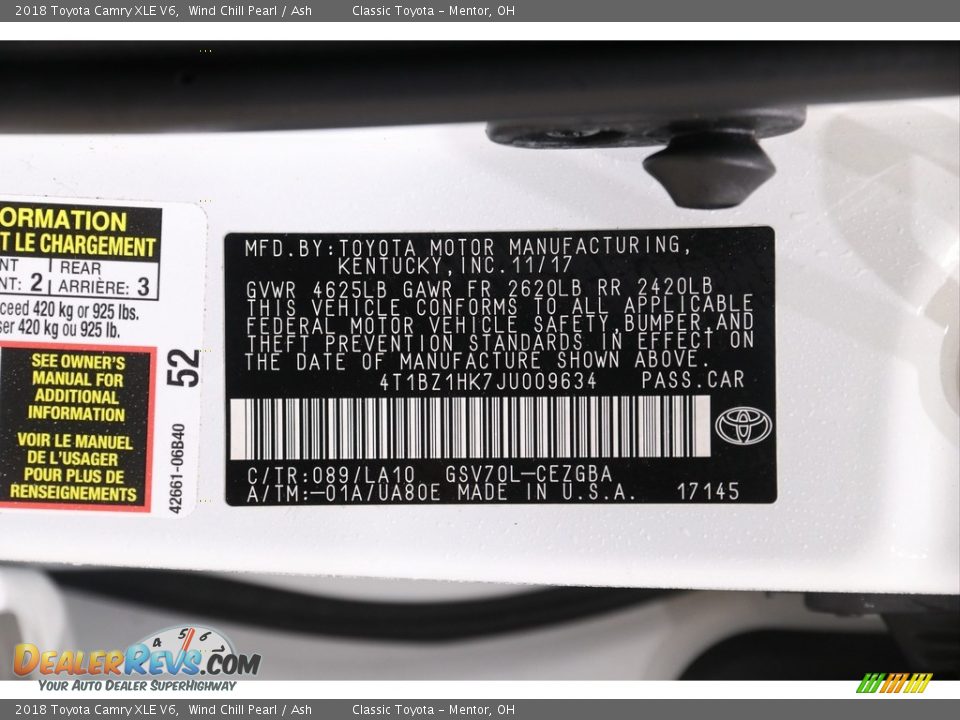 2018 Toyota Camry XLE V6, Wind Chill Pearl / Ash Classic Toyota - Mentor, OH
ORMATION
T LE CHARGEMENT
NT
NT: 2
REAR
ARRIÈRE: 3
ceed 420 kg or 925 lbs.
ser 420 kg ou 925 lb.
SEE OWNER'S
MANUAL FOR
ADDITIONAL
INFORMATION
VOIR LE MANUEL
DE L'USAGER
POUR PLUS DE
RENSEIGNEMENTS
52
42661-06B40
MFD.BY:TOYOTA MOTOR MANUFACTURING,
KENTUCKY,INC.11/17
GVWR 4625LB GAWR FR 2620LB RR 2420LB
THIS VEHICLE CONFORMS TO ALL APPLICABLE
FEDERAL MOTOR VEHICLE SAFETY,BUMPER,AND
THEFT PREVENTION STANDARDS IN EFFECT ON
THE DATE OF MANUFACTURE SHOWN ABOVE.
4T1BZ1HK7JU009634 PASS.CAR
C/TR:089/LA10 GSV70L-CEZGBA
A/TM:-01A/UA80E MADE IN U.S.A. 17145
4 5 6 7
DEALERREVS.COM
YOUR AUTO DEALER SUPERHIGHWAY
2018 Toyota Camry XLE V6, Wind Chill Pearl / Ash Classic Toyota - Mentor, OH